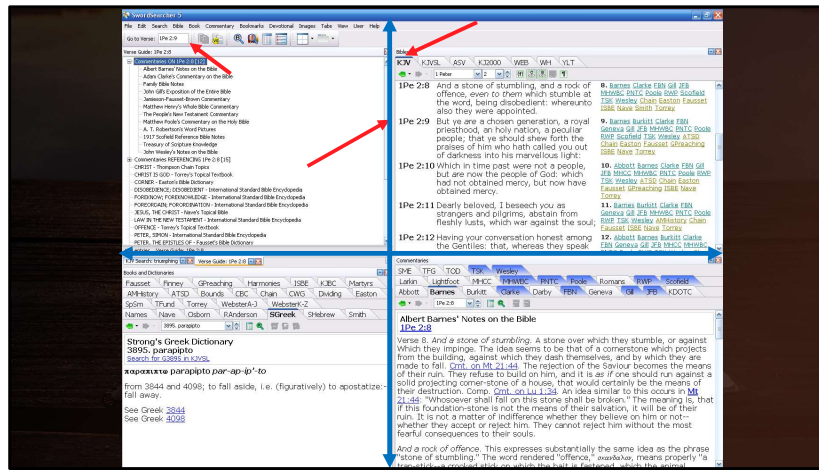 SwordSearcher 5
File Edit Search Bible Book Commentary Bookmarks Devotional Images Tabs View User Help
Go to Verse: 1Pe 2:9
Verse Guide: 1Pe 2:8
Commentaries ON 1Pe 2:8 [12]
Albert Barnes' Notes on the Bible
Adam Clarke's Commentary on the Bible
Family Bible Notes
John Gill's Exposition of the Entire Bible
Jamieson-Fausset-Brown Commentary
Matthew Henry's Whole Bible Commentary
The People's New Testament Commentary
Matthew Poole's Commentary on the Holy Bible
A. T. Robertson's Word Pictures
1917 Scofield Reference Bible Notes
Treasury of Scripture Knowledge
John Wesley's Notes on the Bible
Commentaries REFERENCING 1Pe 2:8 [15]
CHRIST - Thompson Chain Topics
CHRIST IS GOD - Torrey's Topical Textbook
CORNER - Easton's Bible Dictionary
DISOBEDIENCE; DISOBEDIENT - International Standard Bible Encyclopedia
FOREKNOW; FOREKNOWLEDGE - International Standard Bible Encyclopedia
FOREORDAIN; FOREORDINATION - International Standard Bible Encyclopedia
JESUS, THE CHRIST - Nave's Topical Bible
LAW IN THE NEW TESTAMENT - International Standard Bible Encyclopedia
OFFENCE - Torrey's Topical Textbook
PETER, SIMON - International Standard Bible Encyclopedia
PETER, THE EPISTLES OF - Fausset's Bible Dictionary
KJV Search: triumphing Verse Guide: 1Pe 2:8
Bible
KJV KJVSL ASV KJ2000 WEB WH YLT
1 Peter 2
1Pe 2:8 And a stone of stumbling, and a rock of
offence, even to them which stumble at
the word, being disobedient: whereunto
also they were appointed.
8. Barnes Clarke FBN Gill JFB
MHWBC PNTC Poole RWP Scofield
TSK Wesley Chain Easton Fausset
ISBE Nave Smith Torrey
1Pe 2:9 But ye are a chosen generation, a royal
priesthood, an holy nation, a peculiar
people; that ye should shew forth the
praises of him who hath called you out
of darkness into his marvellous light:
9. Barnes Burkitt Clarke FBN
Geneva Gill JFB MHWBC PNTC Poole
RWP Scofield TSK Wesley ATSD
Chain Easton Fausset GPreaching
ISBE Nave Torrey
1Pe 2:10 Which in time past were not a people,
but are now the people of God: which
had not obtained mercy, but now have
obtained mercy.
10. Abbott Barnes Clarke FBN Gill
JFB MHCC MHWBC PNTC Poole RWP
TSK Wesley ATSD Chain Easton
Fausset GPreaching ISBE Nave
Torrey
1Pe 2:11 Dearly beloved, I beseech you as
strangers and pilgrims, abstain from
fleshly lusts, which war against the soul;
11. Barnes Burkitt Clarke FBN
Geneva Gill JFB MHWBC PNTC Poole
RWP TSK Wesley AMHistory Chain
ISBE Nave Torrey
1Pe 2:12 Having your conversation honest among
the Gentiles: that, whereas they speak
12. Abbott Barnes Burkitt Clarke
FBN Geneva Gill JFB MHCC MHWBC
Books and Dictionaries
Fausset Finney GPreaching Harmonies ISBE KJBC Martyrs
AMHistory ATSD Bounds CBC Chain CWG Dividing Easton
SpSm TFund Torrey WebsterA-J WebsterK-Z
Names Nave Osborn RAnderson SGreek SHebrew Smith
3895. parapipto
Strong's Greek Dictionary
3895. parapipto
Search for G3895 in KJVSL
παραπιπτω parapipto par-ap-ip'-to
from 3844 and 4098; to fall aside, i.e. (figuratively) to apostatize:-
fall away.
See Greek 3844
See Greek 4098
Commentaries
SME TFG TOD TSK Wesley
Larkin Lightfoot MHCC MHWBC PNTC Poole Romans RWP Scofield
Abbott Barnes Burkitt Clarke Darby FBN Geneva Gill JFB KDOTC
1Pe 2:8
Albert Barnes' Notes on the Bible
1Pe 2:8
Verse 8. And a stone of stumbling. A stone over which they stumble, or against
Which they impinge. The idea seems to be that of a cornerstone which projects
from the building, against which they dash themselves, and by which they are
made to fall. Cmt. on Mt 21:44. The rejection of the Saviour becomes the means
of their ruin. They refuse to build on him, and it is as if one should run against a
solid projecting corner-stone of a house, that would certainly be the means of
their destruction. Comp. Cmt. on Lu 1:34. An idea similar to this occurs in Mt
21:44: "Whosoever shall fall on this stone shall be broken." The meaning is, that
if this foundation-stone is not the means of their salvation, it will be of their
ruin. It is not a matter of indifference whether they believe on him or not--
whether they accept or reject him. They cannot reject him without the most
fearful consequences to their souls.
And a rock of offence. This expresses substantially the same idea as the phrase
"stone of stumbling." The word rendered "offence," σκανδαλον, means properly "a
trap-stick--a crooked stick on which the bait is fastened, which the animal